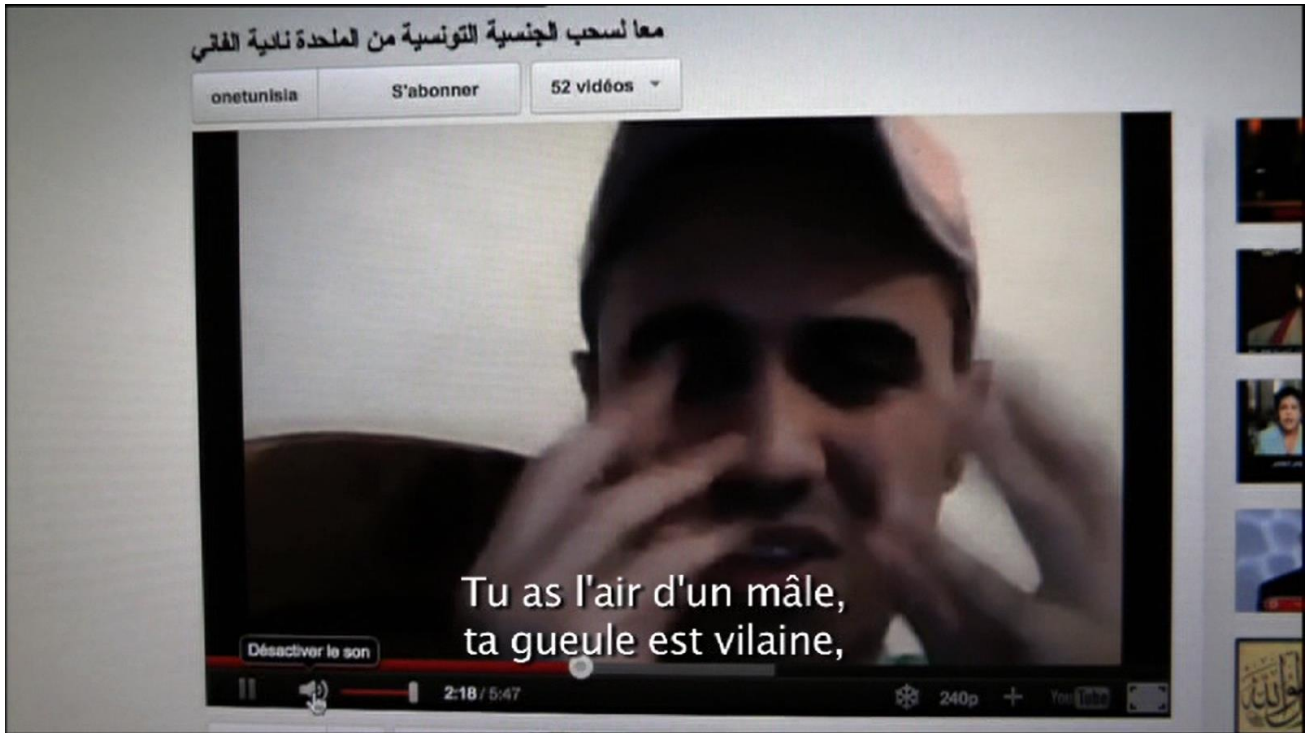 معا لسحب الجنسية التونسية من الملحدة نادية الفاني
onetunisia S'abonner 52 vidéos
Tu as l'air d'un mâle,
ta gueule est vilaine,
Désactiver le son
2:18 / 5:47 240p YouTube